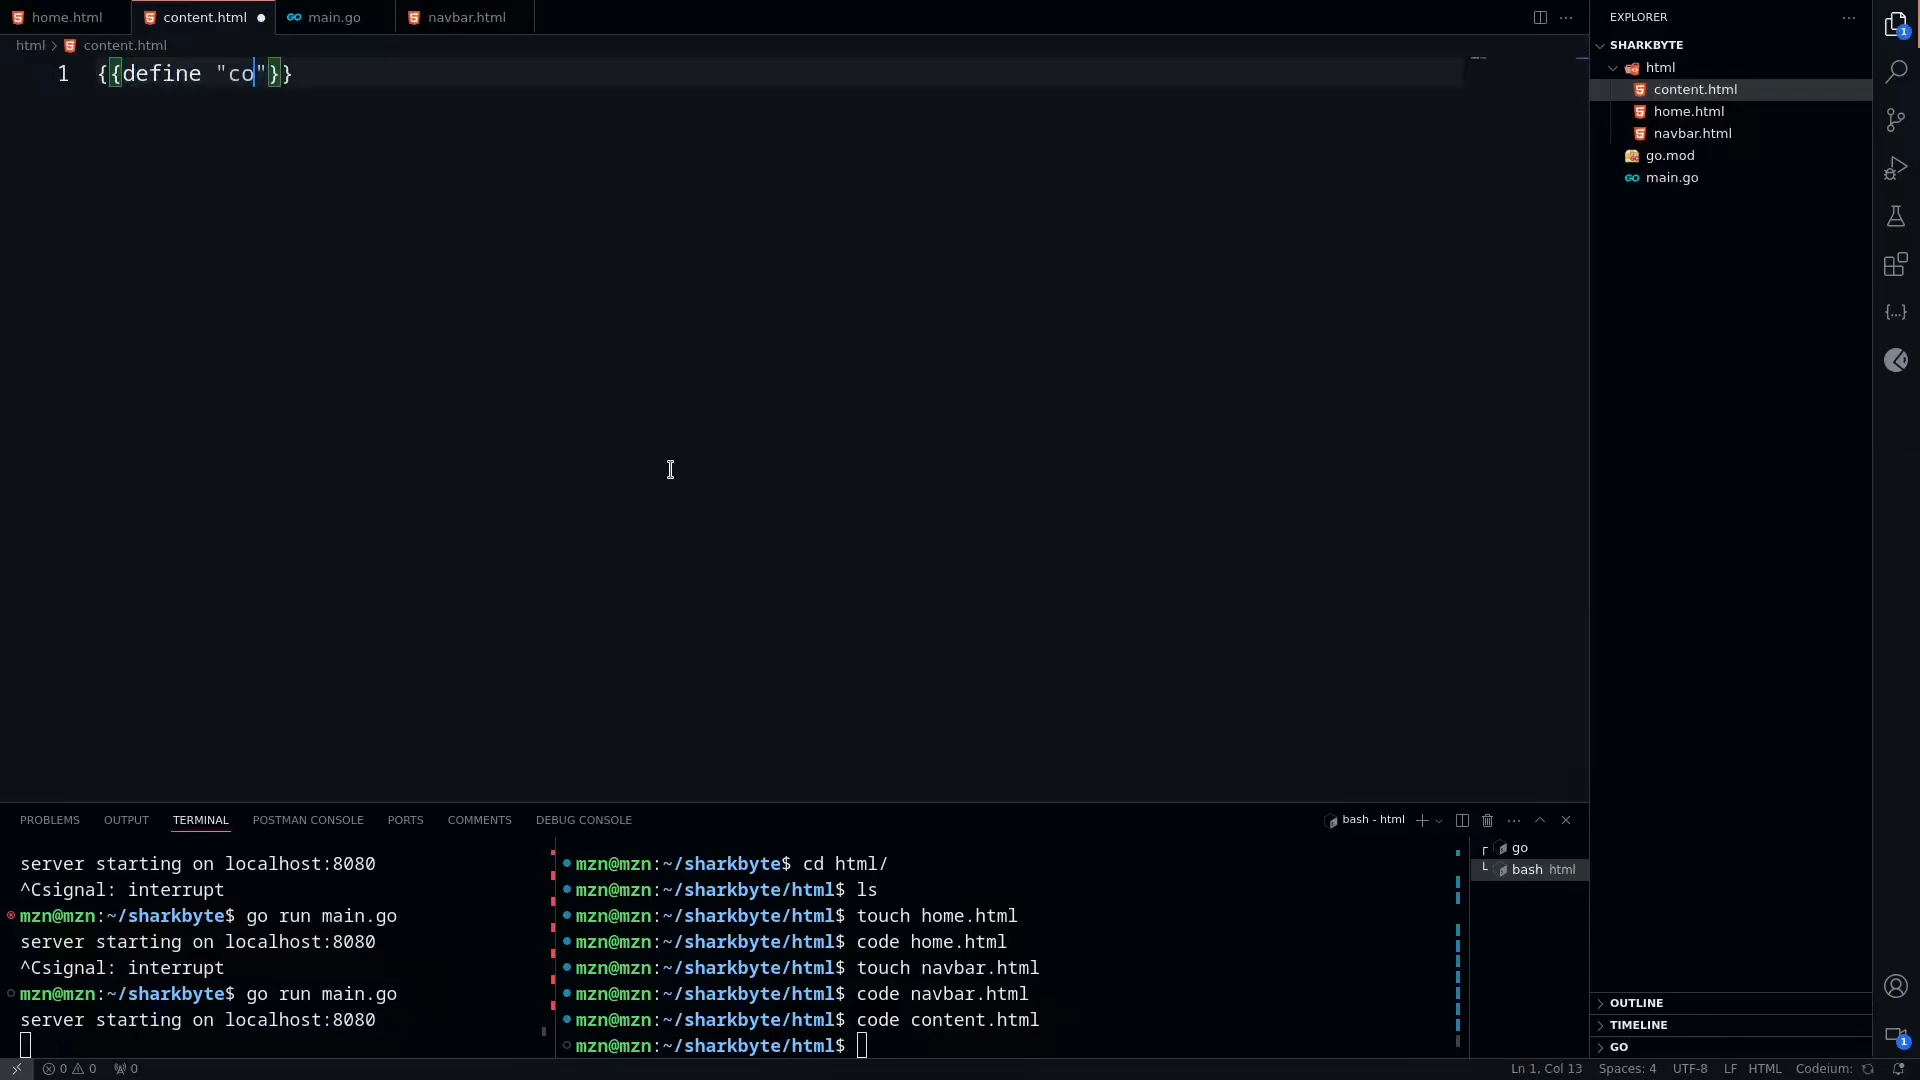 home.html
content.html
main.go
navbar.html
html > content.html
1 {{define "co"}}
EXPLORER
SHARKBYTE
html
content.html
home.html
navbar.html
go.mod
main.go
OUTLINE
TIMELINE
GO
PROBLEMS OUTPUT TERMINAL POSTMAN CONSOLE PORTS COMMENTS DEBUG CONSOLE
bash - html
server starting on localhost:8080
^Csignal: interrupt
mzn@mzn:~/sharkbyte$ go run main.go
server starting on localhost:8080
^Csignal: interrupt
mzn@mzn:~/sharkbyte$ go run main.go
server starting on localhost:8080
mzn@mzn:~/sharkbyte$ cd html/
mzn@mzn:~/sharkbyte/html$ ls
mzn@mzn:~/sharkbyte/html$ touch home.html
mzn@mzn:~/sharkbyte/html$ code home.html
mzn@mzn:~/sharkbyte/html$ touch navbar.html
mzn@mzn:~/sharkbyte/html$ code navbar.html
mzn@mzn:~/sharkbyte/html$ code content.html
mzn@mzn:~/sharkbyte/html$
go
bash html
1
1
0 0 0
Ln 1, Col 13 Spaces: 4 UTF-8 LF HTML Codeium: